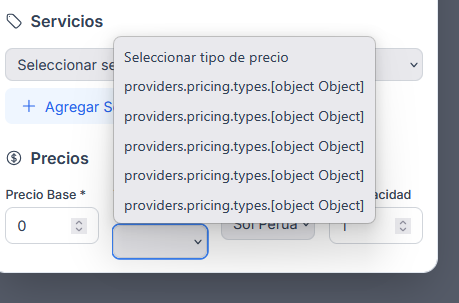 Servicios
Seleccionar se
Agregar S
Seleccionar tipo de precio
providers.pricing.types.[object Object]
providers.pricing.types.[object Object]
providers.pricing.types.[object Object]
providers.pricing.types.[object Object]
providers.pricing.types.[object Object]
Precios
Precio Base *
acidad
0
Sol Perua
1